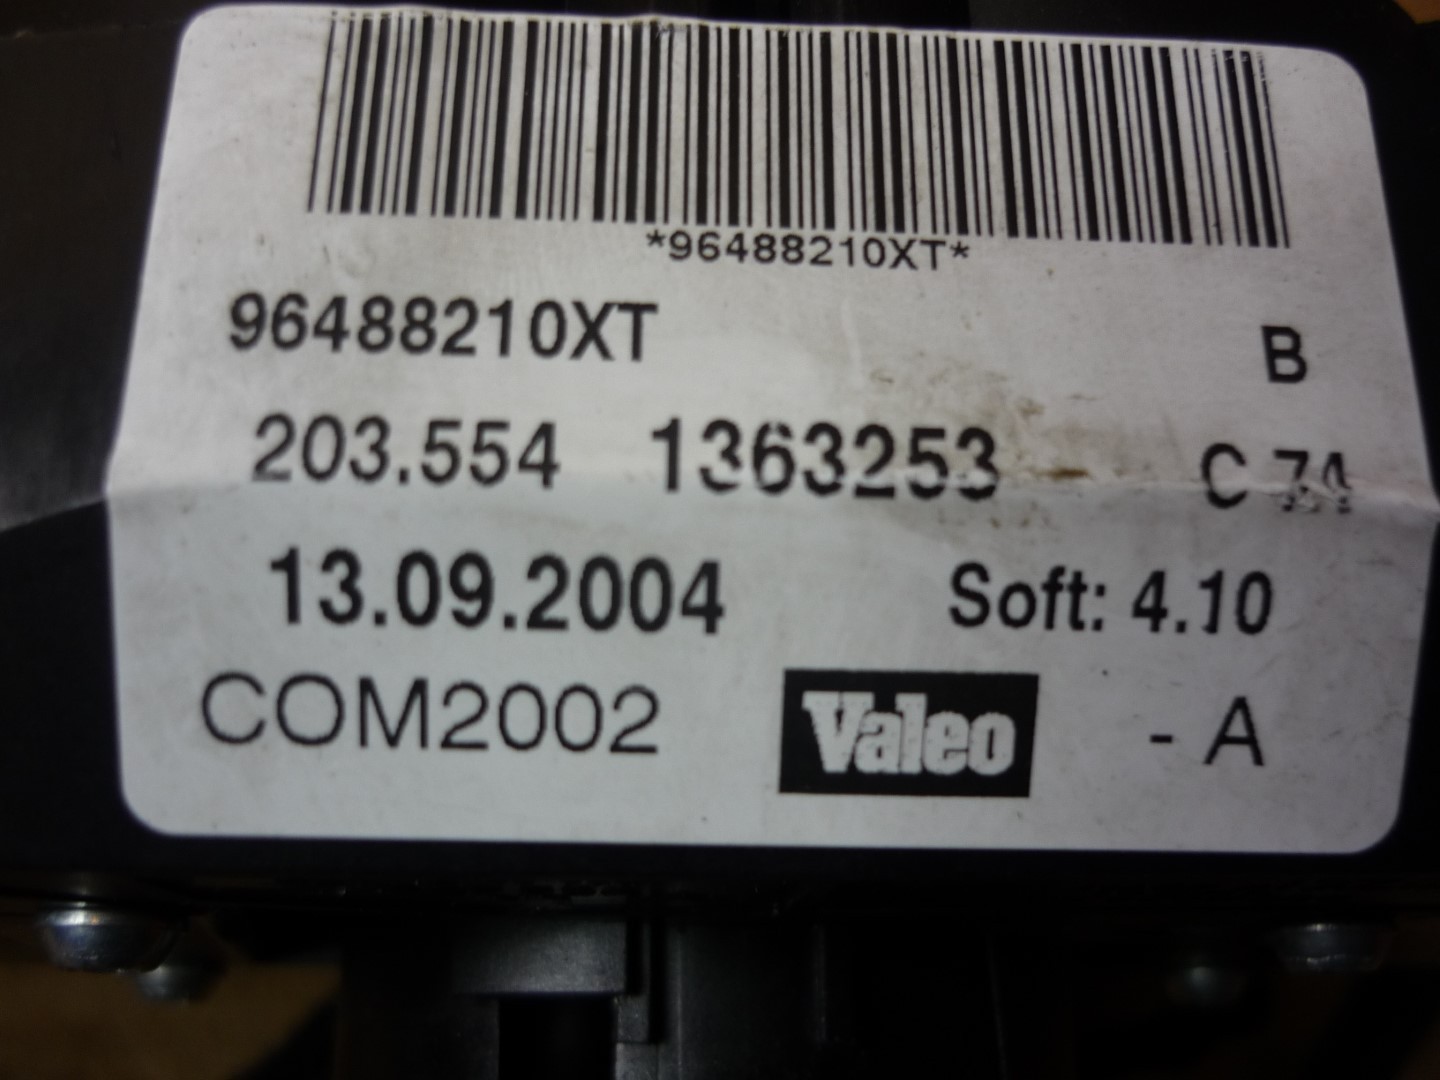 *96488210XT*
96488210XT B
203.554 1363253 C
13.09.2004 Soft: 4.10
COM2002 Valeo - A